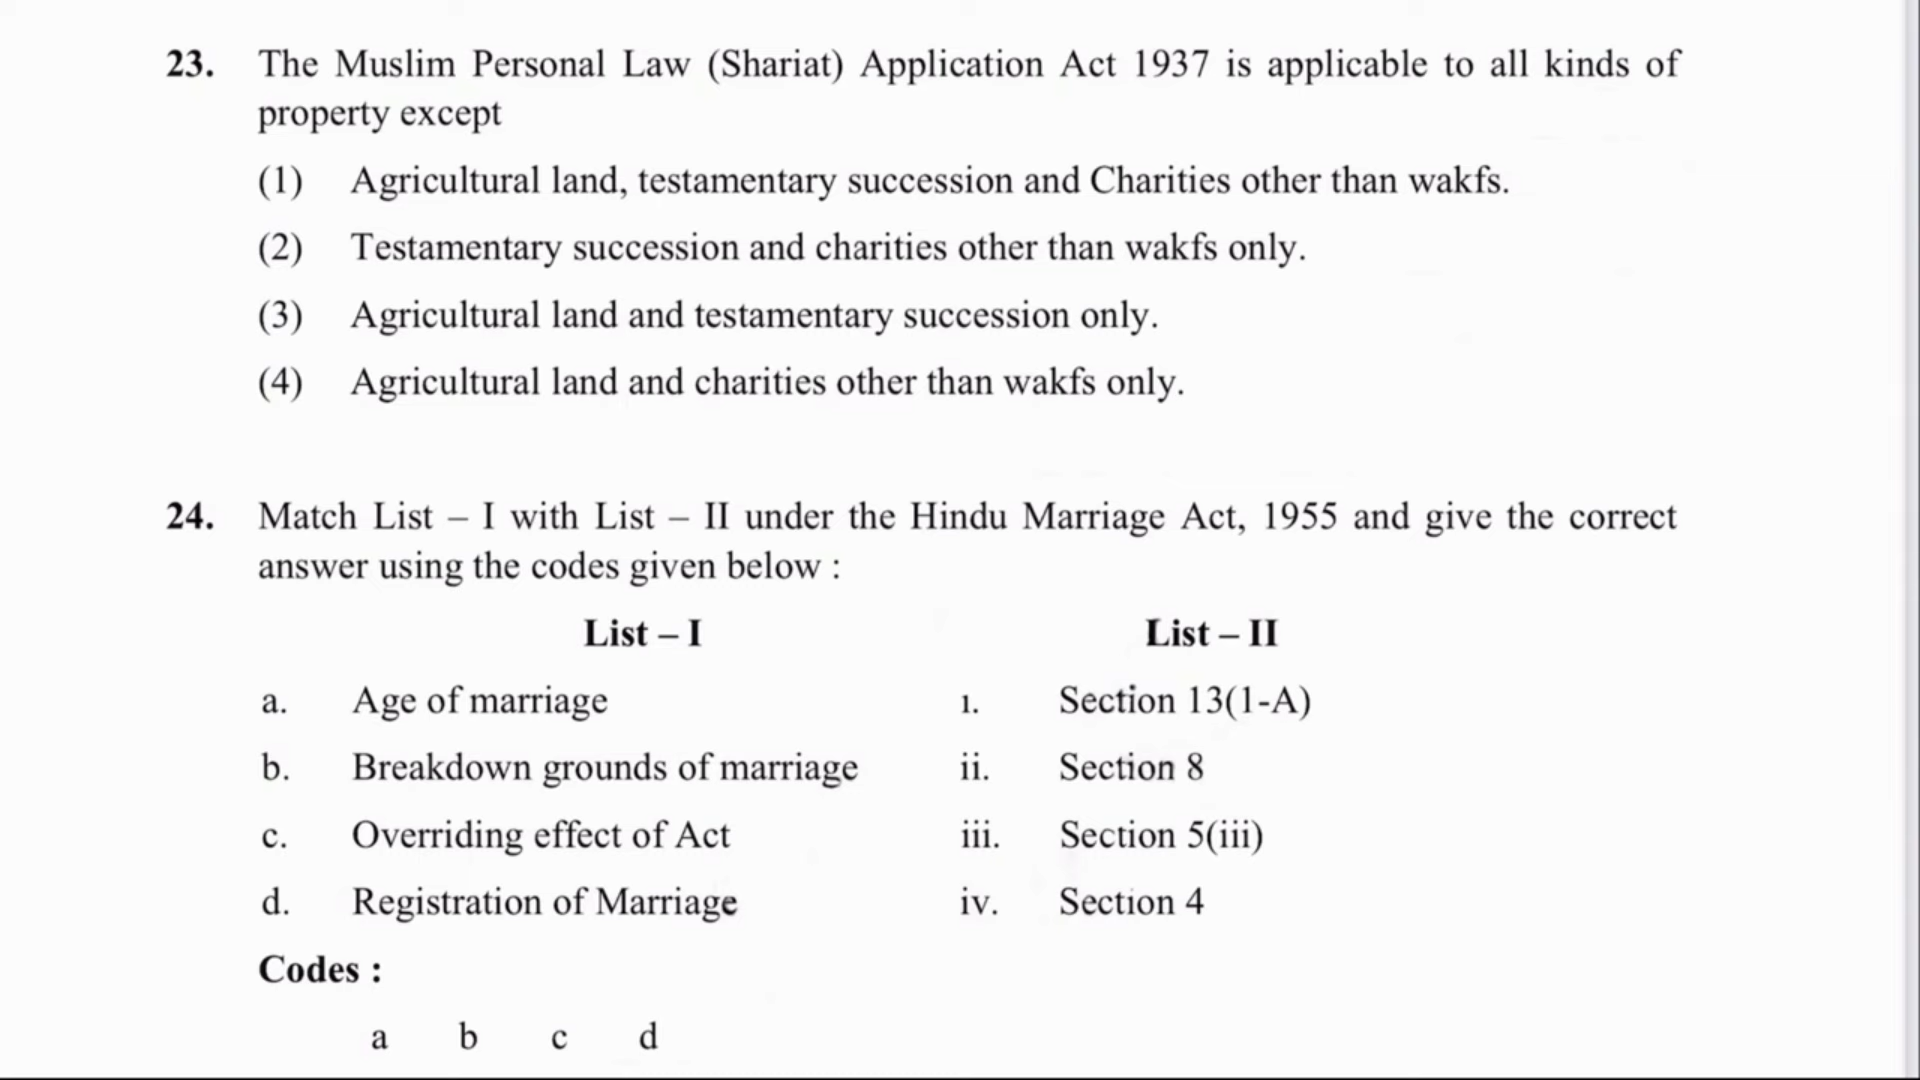 23. The Muslim Personal Law (Shariat) Application Act 1937 is applicable to all kinds of
property except
(1) Agricultural land, testamentary succession and Charities other than wakfs.
(2) Testamentary succession and charities other than wakfs only.
(3) Agricultural land and testamentary succession only.
(4) Agricultural land and charities other than wakfs only.
24. Match List – I with List – II under the Hindu Marriage Act, 1955 and give the correct
answer using the codes given below :
List – I List – II
a. Age of marriage i. Section 13(1-A)
b. Breakdown grounds of marriage ii. Section 8
c. Overriding effect of Act iii. Section 5(iii)
d. Registration of Marriage iv. Section 4
Codes :
a b c d